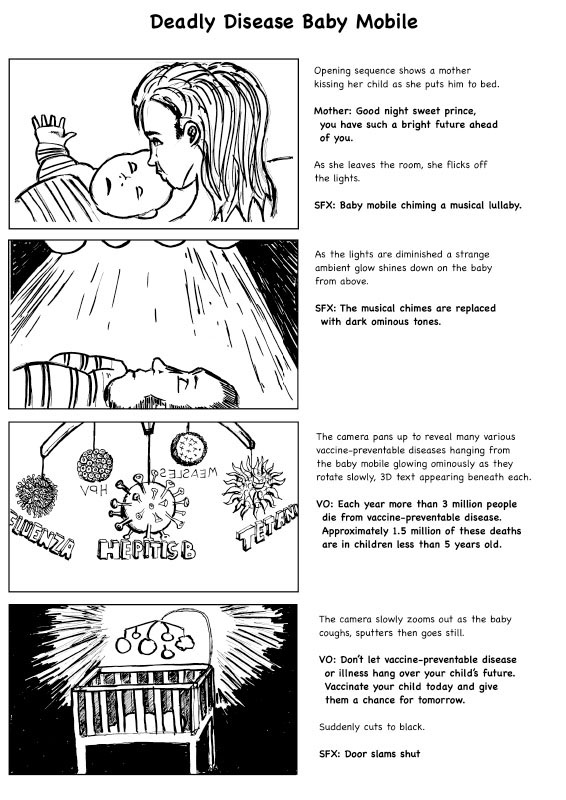 Deadly Disease Baby Mobile
Opening sequence shows a mother
kissing her child as she puts him to bed.
Mother: Good night sweet prince,
you have such a bright future ahead
of you.
As she leaves the room, she flicks off
the lights.
SFX: Baby mobile chiming a musical lullaby.
As the lights are diminished a strange
ambient glow shines down on the baby
from above.
SFX: The musical chimes are replaced
with dark ominous tones.
HPV
MEASLES
FLUENZA
HEPITIS B
TETAN
The camera pans up to reveal many various
vaccine-preventable diseases hanging from
the baby mobile glowing ominously as they
rotate slowly, 3D text appearing beneath each.
VO: Each year more than 3 million people
die from vaccine-preventable disease.
Approximately 1.5 million of these deaths
are in children less than 5 years old.
The camera slowly zooms out as the baby
coughs, sputters then goes still.
VO: Don't let vaccine-preventable disease
or illness hang over your child's future.
Vaccinate your child today and give
them a chance for tomorrow.
Suddenly cuts to black.
SFX: Door slams shut